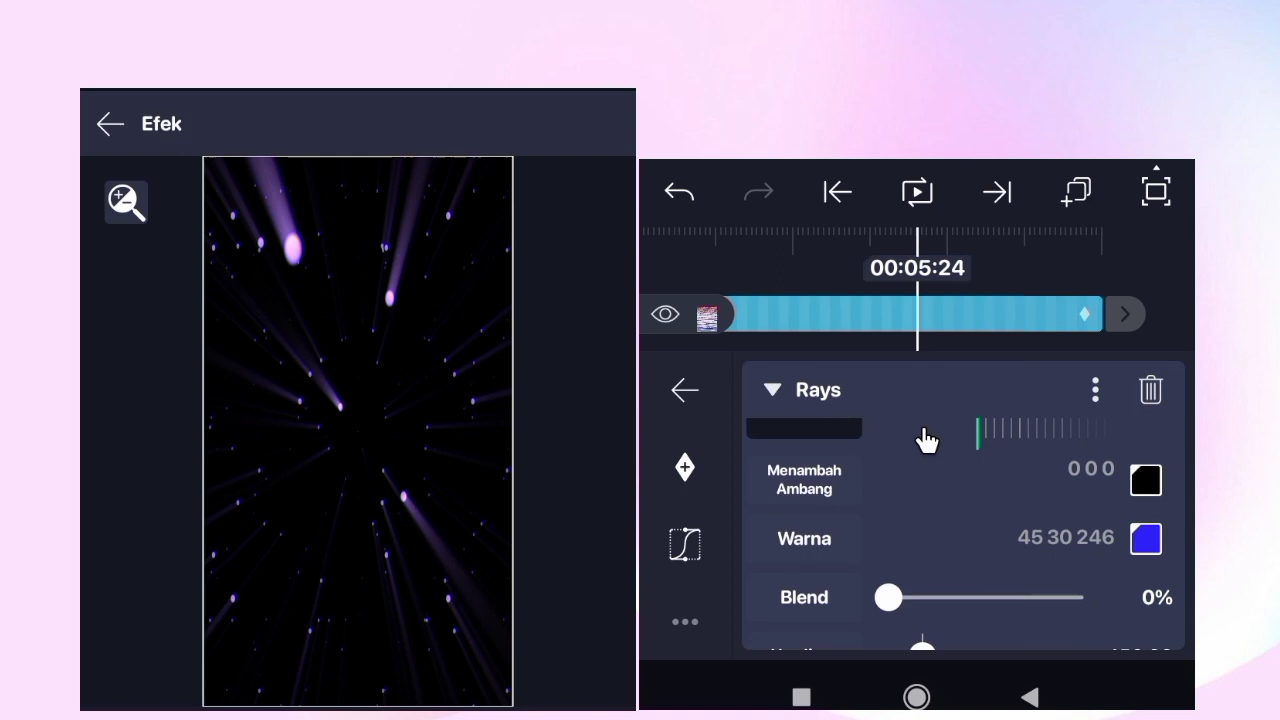 Efek
00:05:24
Rays
Menambah
Ambang
0 0 0
Warna
45 30 246
Blend
0%